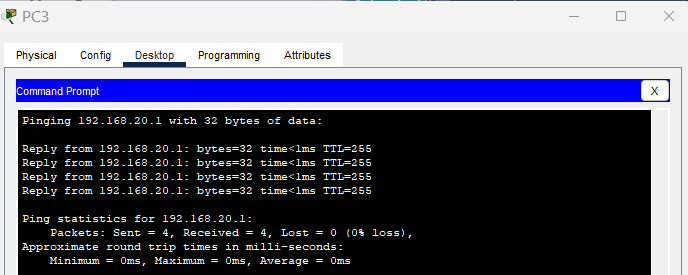 PC3
Physical Config Desktop Programming Attributes
Command Prompt X
Pinging 192.168.20.1 with 32 bytes of data:
Reply from 192.168.20.1: bytes=32 time<1ms TTL=255
Reply from 192.168.20.1: bytes=32 time<1ms TTL=255
Reply from 192.168.20.1: bytes=32 time<1ms TTL=255
Reply from 192.168.20.1: bytes=32 time<1ms TTL=255
Ping statistics for 192.168.20.1:
Packets: Sent = 4, Received = 4, Lost = 0 (0% loss),
Approximate round trip times in milli-seconds:
Minimum = 0ms, Maximum = 0ms, Average = 0ms